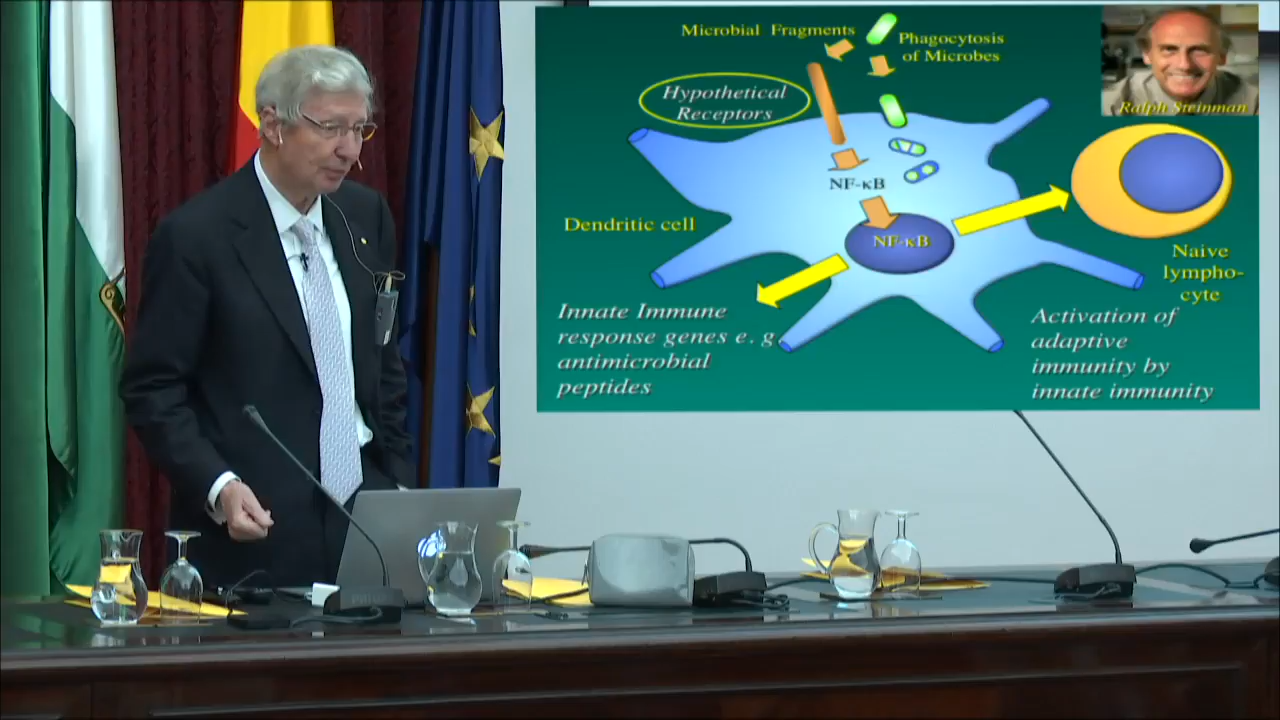 Microbial Fragments
Phagocytosis
of Microbes
Ralph Steinman
Hypothetical
Receptors
NF-κB
NF-κB
Dendritic cell
Naive
lympho-
cyte
Innate Immune
response genes e. g
antimicrobial
peptides
Activation of
adaptive
immunity by
innate immunity